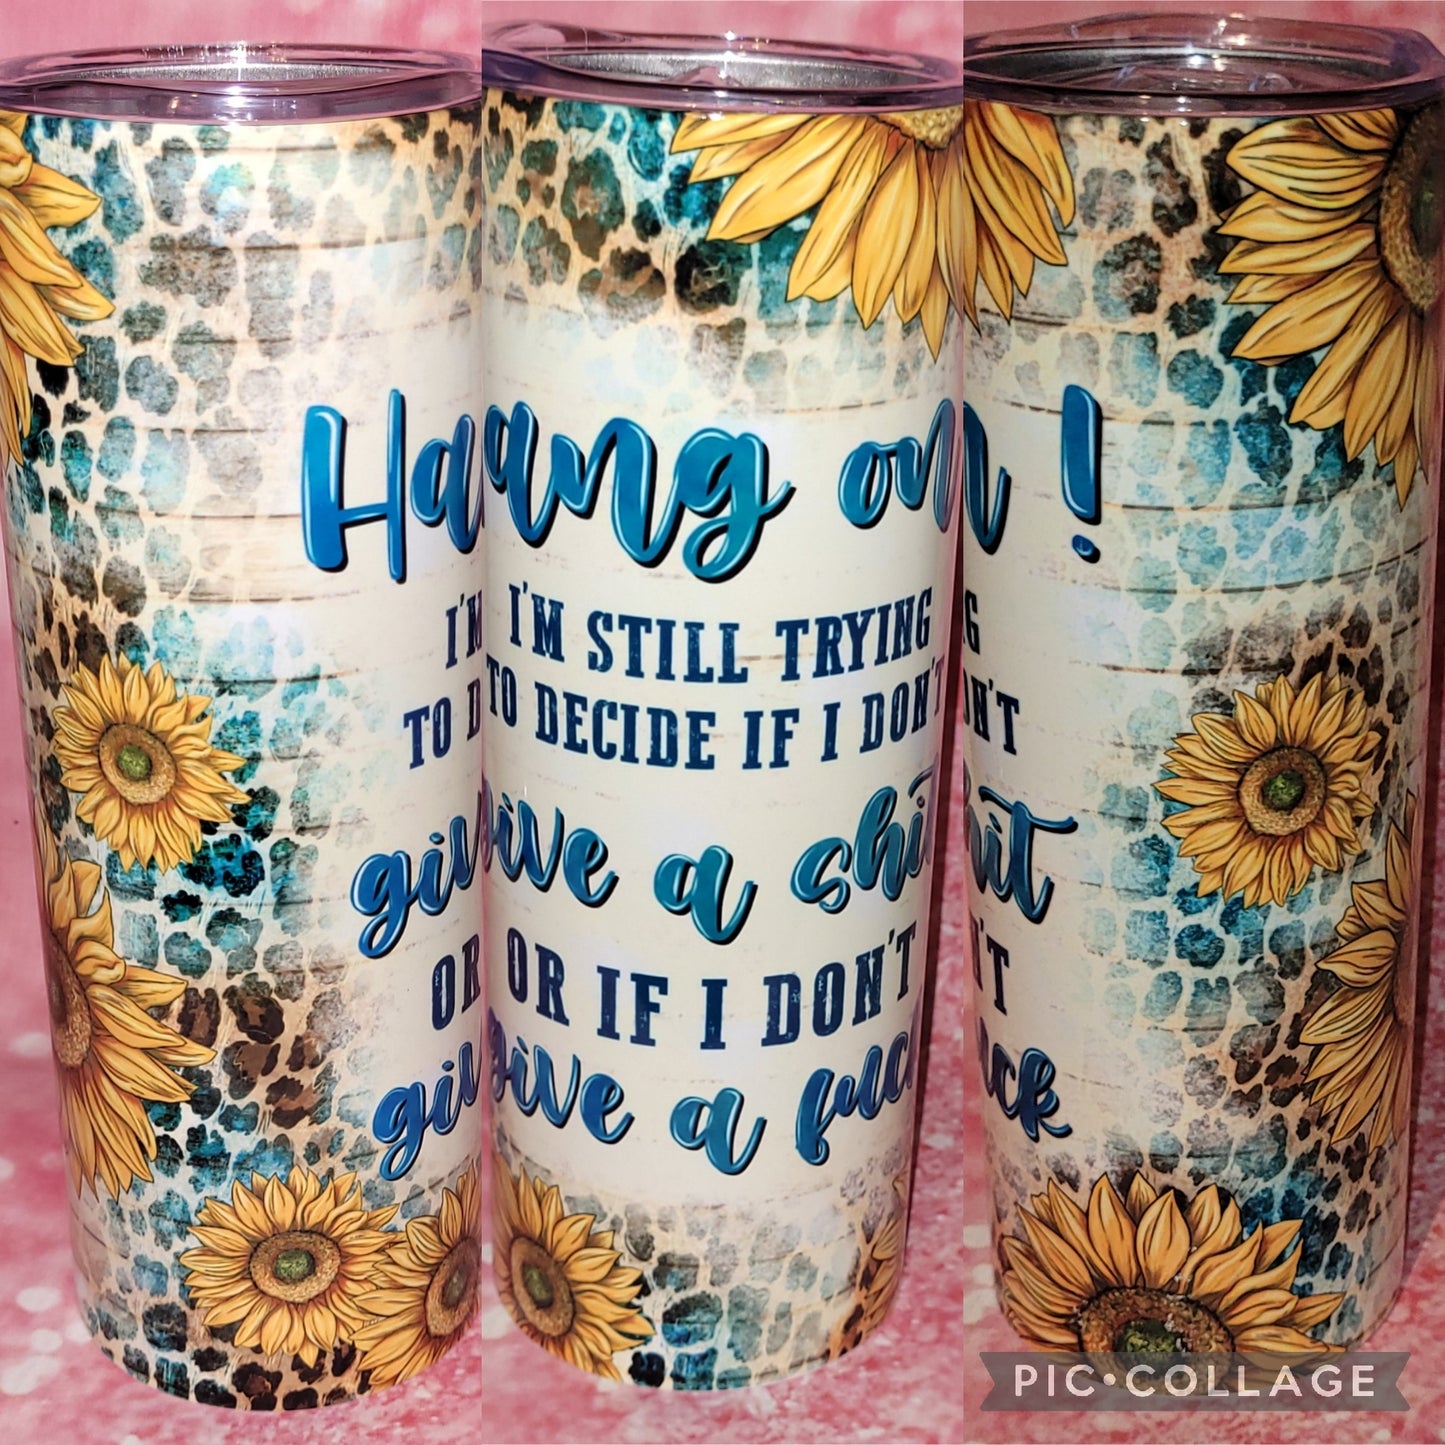 Hang on !
I'M STILL TRYING
TO DECIDE IF I DON'T
give a shit
OR IF I DON'T
give a fuck
PIC•COLLAGE